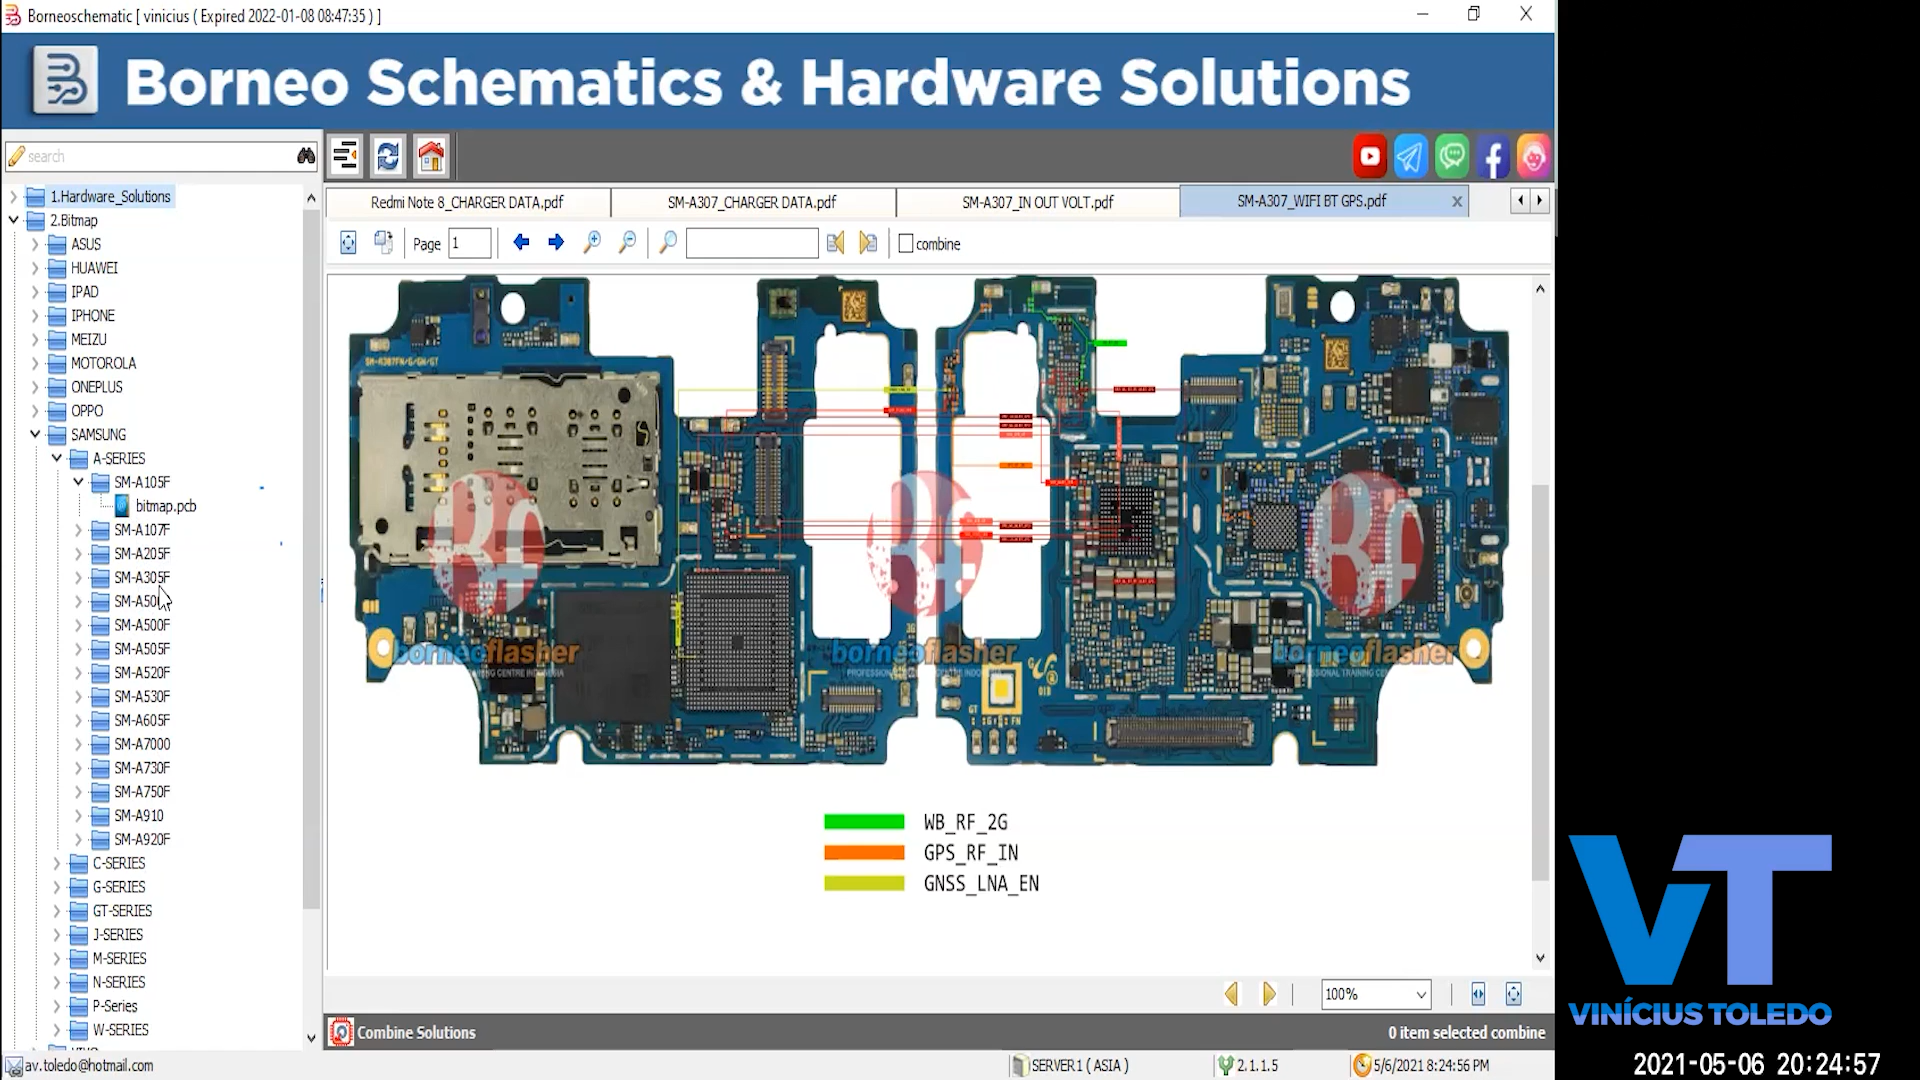 Borneoschematic [ vinicius ( Expired 2022-01-08 08:47:35 ) ]
Borneo Schematics & Hardware Solutions
search
1.Hardware_Solutions
2.Bitmap
ASUS
HUAWEI
IPAD
IPHONE
MEIZU
MOTOROLA
ONEPLUS
OPPO
SAMSUNG
A-SERIES
SM-A105F
bitmap.pcb
SM-A107F
SM-A205F
SM-A305F
SM-A500F
SM-A505F
SM-A520F
SM-A530F
SM-A605F
SM-A7000
SM-A730F
SM-A750F
SM-A910
SM-A920F
C-SERIES
G-SERIES
GT-SERIES
J-SERIES
M-SERIES
N-SERIES
P-Series
W-SERIES
Redmi Note 8_CHARGER DATA.pdf
SM-A307_CHARGER DATA.pdf
SM-A307_IN OUT VOLT.pdf
SM-A307_WIFI BT GPS.pdf
Page 1
combine
borneoflasher
borneoflasher
borneoflasher
WB_RF_2G
GPS_RF_IN
GNSS_LNA_EN
100%
Combine Solutions
0 item selected combine
av.toledo@hotmail.com
SERVER1 ( ASIA )
2.1.1.5
5/6/2021 8:24:56 PM
VT
VINÍCIUS TOLEDO
2021-05-06 20:24:57